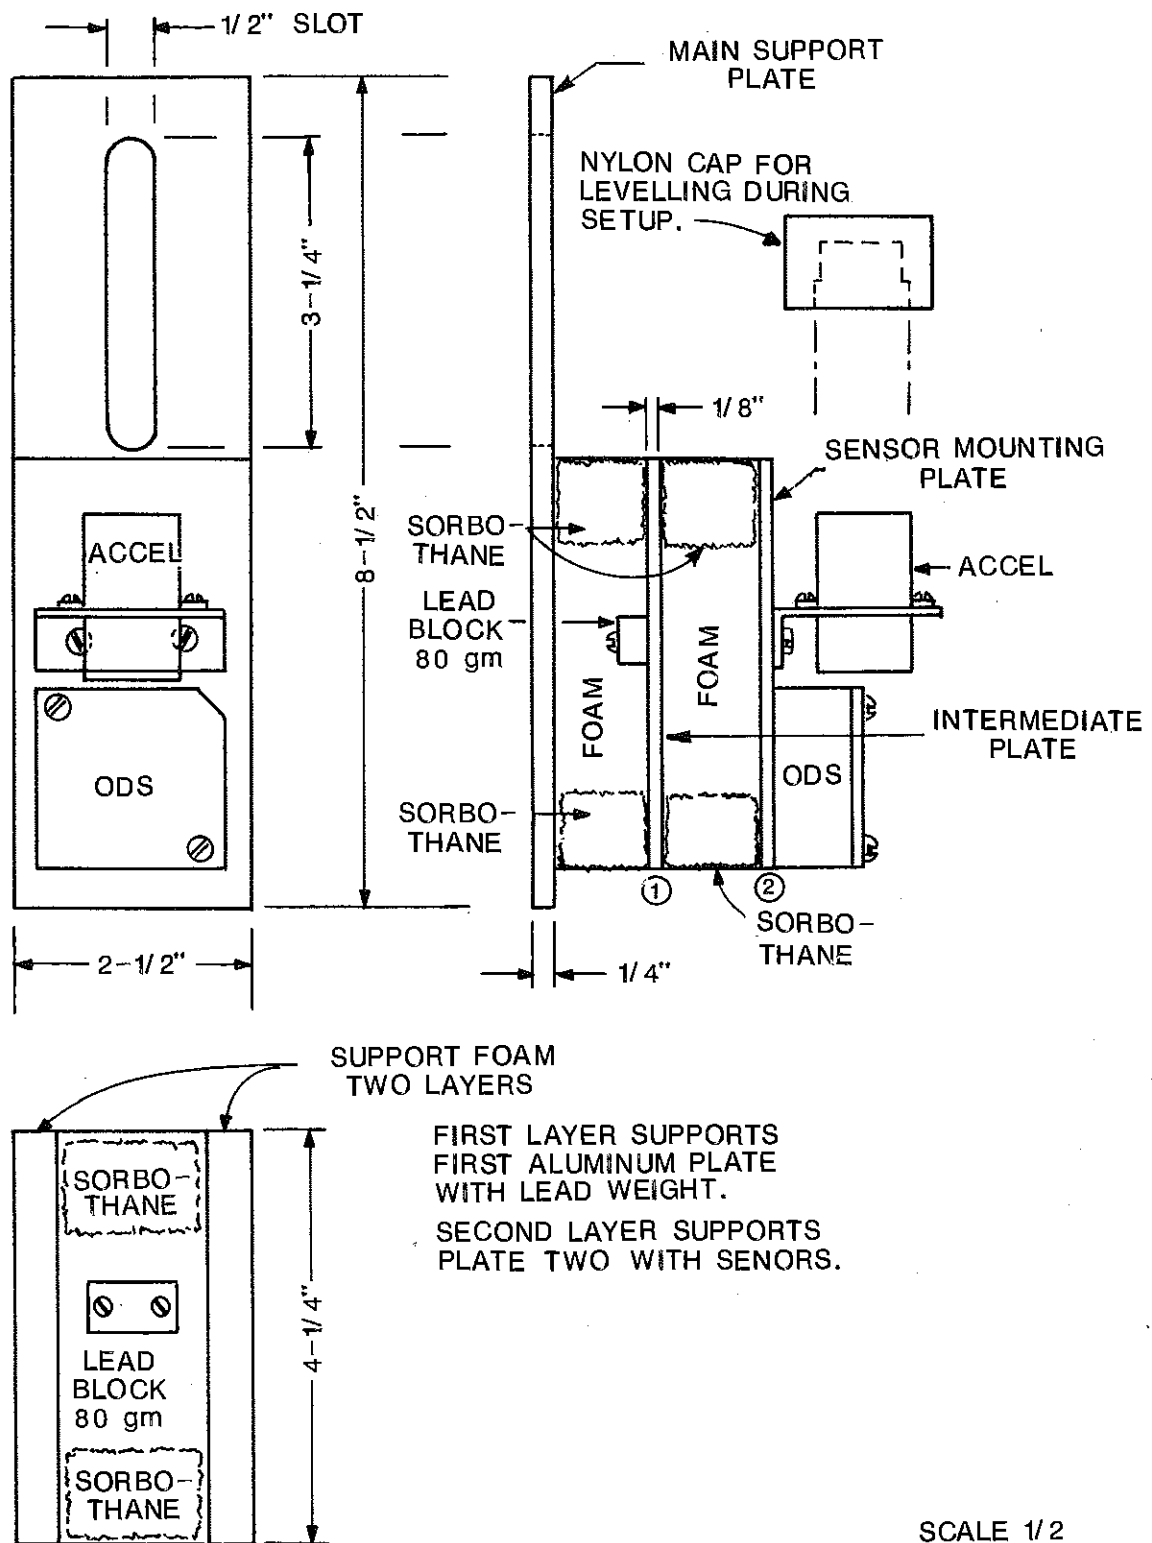 1/2" SLOT
MAIN SUPPORT
PLATE
NYLON CAP FOR
LEVELLING DURING
SETUP.
3-1/4"
8-1/2"
1/8"
SENSOR MOUNTING
PLATE
ACCEL
SORBO-
THANE
ACCEL
LEAD
BLOCK
80 gm
FOAM
FOAM
INTERMEDIATE
PLATE
ODS
ODS
SORBO-
THANE
1
2
SORBO-
THANE
2-1/2"
1/4"
SUPPORT FOAM
TWO LAYERS
SORBO-
THANE
FIRST LAYER SUPPORTS
FIRST ALUMINUM PLATE
WITH LEAD WEIGHT.
SECOND LAYER SUPPORTS
PLATE TWO WITH SENORS.
4-1/4"
LEAD
BLOCK
80 gm
SORBO-
THANE
SCALE 1/2